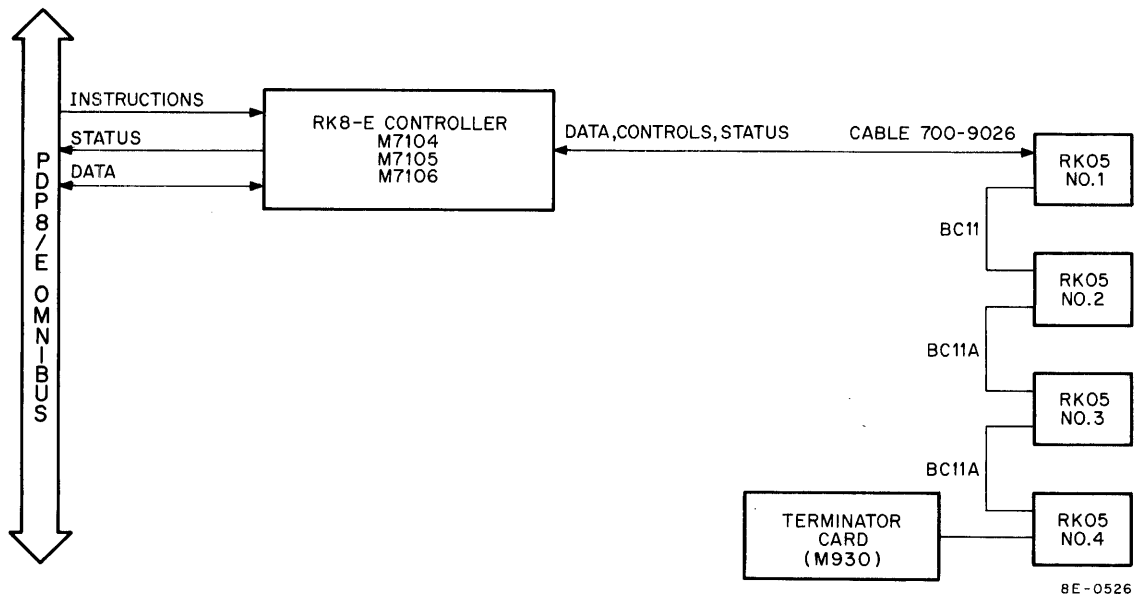 PDP8/E OMNIBUS
INSTRUCTIONS
STATUS
DATA
RK8-E CONTROLLER
M7104
M7105
M7106
DATA,CONTROLS,STATUS
CABLE 700-9026
RK05
NO.1
BC11
RK05
NO.2
BC11A
RK05
NO.3
BC11A
RK05
NO.4
TERMINATOR
CARD
(M930)
8E-0526